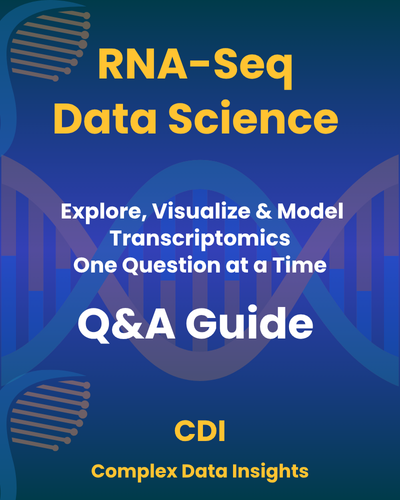 RNA-Seq
Data Science
Explore, Visualize & Model
Transcriptomics
One Question at a Time
Q&A Guide
CDI
Complex Data Insights